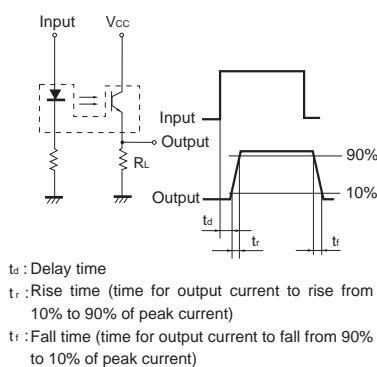 Input
Vcc
Output
RL
Input
Output
90%
10%
td
tr
tf
td : Delay time
tr : Rise time (time for output current to rise from
10% to 90% of peak current)
tf : Fall time (time for output current to fall from 90%
to 10% of peak current)